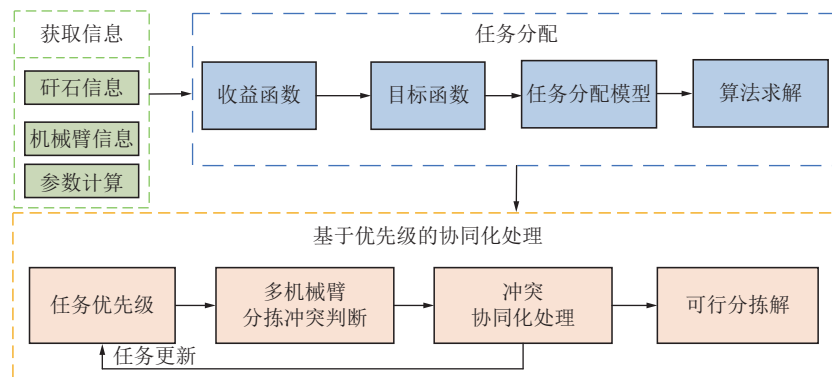 获取信息
矸石信息
机械臂信息
参数计算
任务分配
收益函数
目标函数
任务分配模型
算法求解
基于优先级的协同化处理
任务优先级
多机械臂
分拣冲突判断
冲突
协同化处理
可行分拣解
任务更新